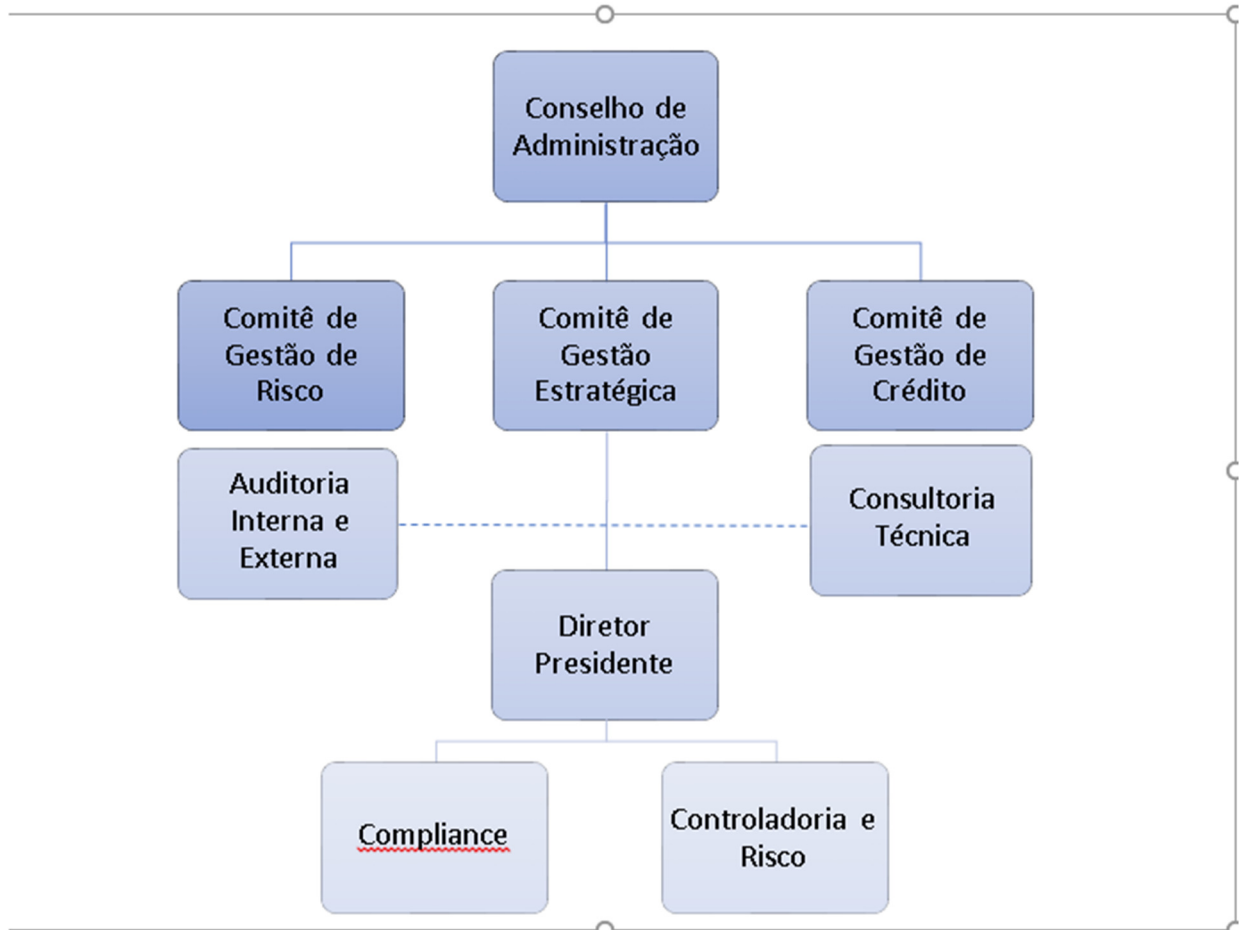 Conselho de
Administração
Comitê de
Gestão de
Risco
Comitê de
Gestão
Estratégica
Comitê de
Gestão de
Crédito
Auditoria
Interna e
Externa
Consultoria
Técnica
Diretor
Presidente
Compliance
Controladoria e
Risco